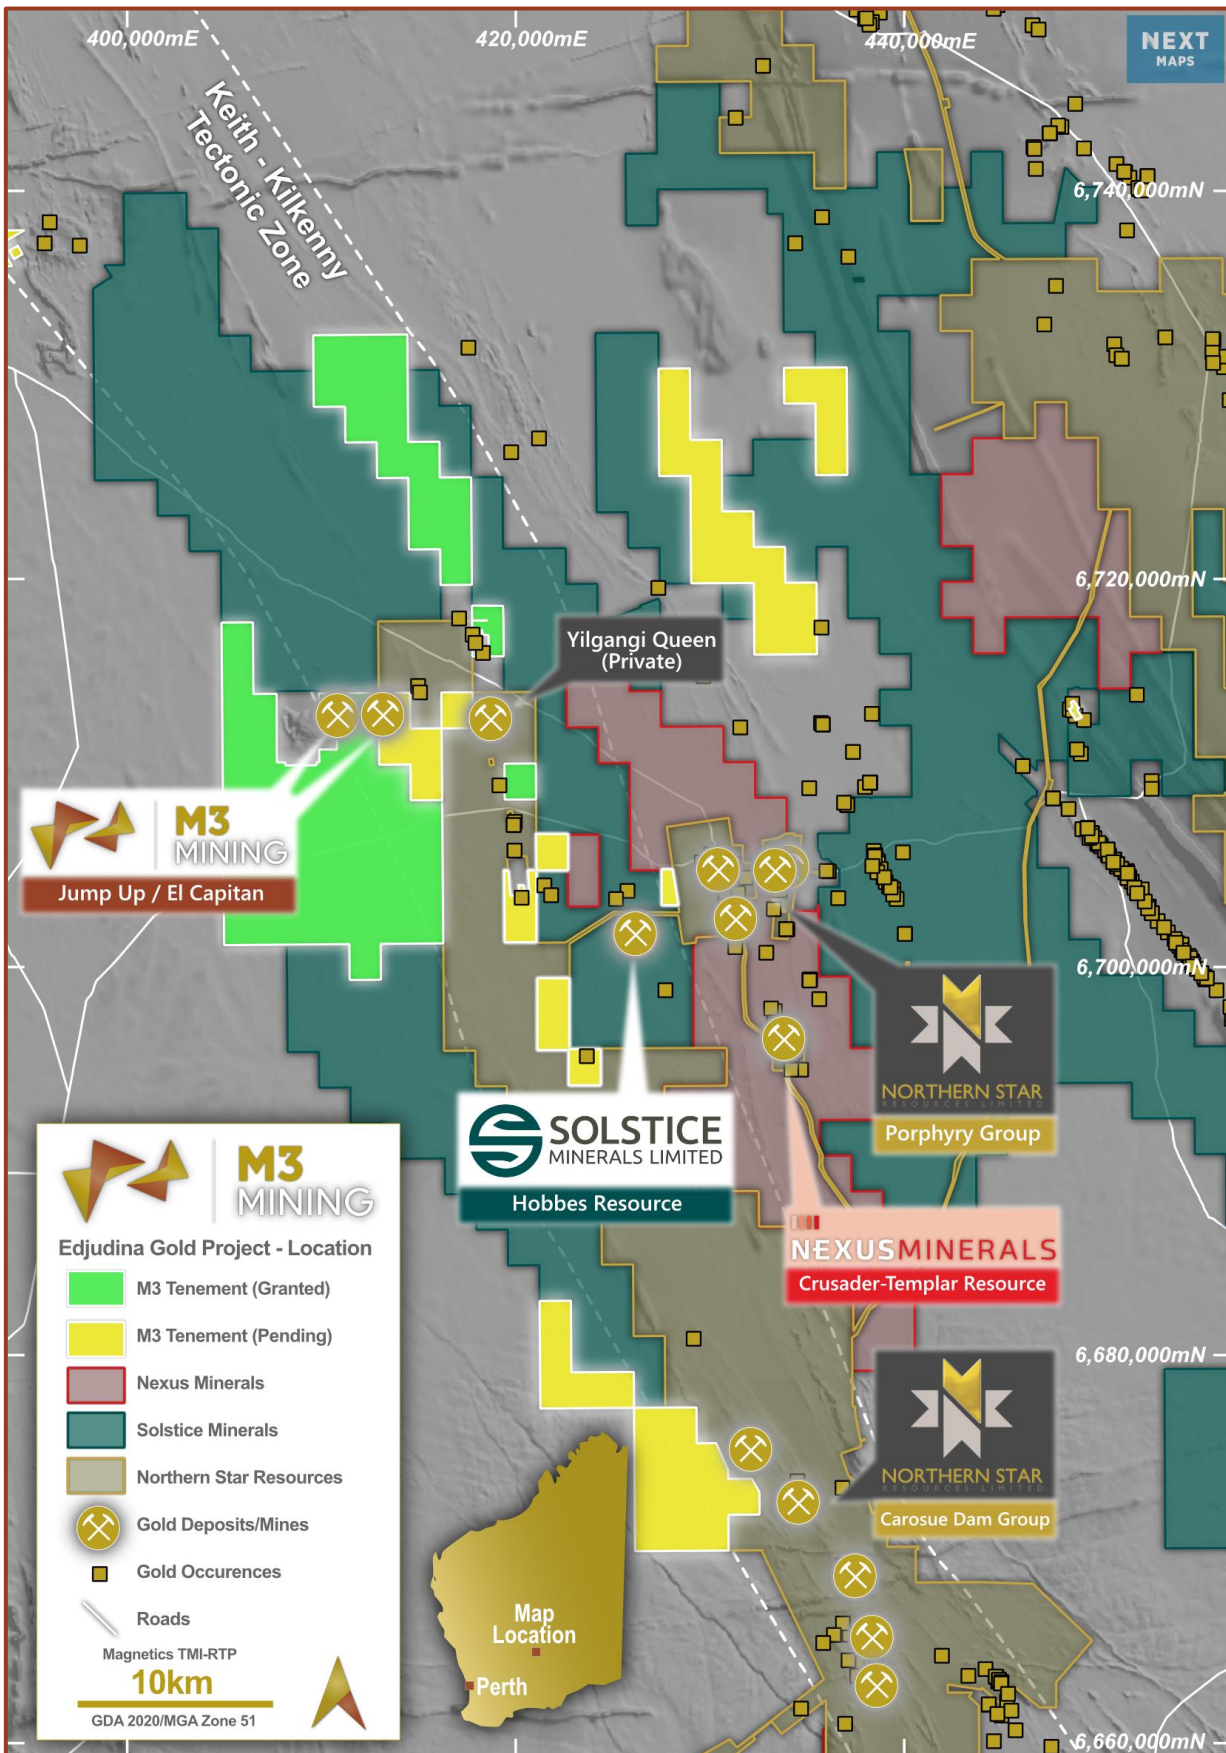 400,000mE
420,000mE
440,000mE
NEXT
MAPS
Keith - Kilkenny
Tectonic Zone
6,740,000mN
6,720,000mN
Yilgangi Queen
(Private)
M3
MINING
Jump Up / El Capitan
6,700,000mN
NORTHERN STAR
RESOURCES LIMITED
Porphyry Group
SOLSTICE
MINERALS LIMITED
Hobbes Resource
NEXUSMINERALS
Crusader-Templar Resource
6,680,000mN
NORTHERN STAR
RESOURCES LIMITED
Carosue Dam Group
M3
MINING
Edjudina Gold Project - Location
M3 Tenement (Granted)
M3 Tenement (Pending)
Nexus Minerals
Solstice Minerals
Northern Star Resources
Gold Deposits/Mines
Gold Occurences
Roads
Magnetics TMI-RTP
10km
GDA 2020/MGA Zone 51
Map
Location
Perth
6,660,000mN